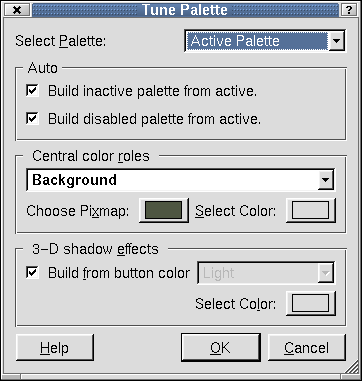 Tune Palette
Select Palette: Active Palette
Auto
Build inactive palette from active.
Build disabled palette from active.
Central color roles
Background
Choose Pixmap: Select Color:
3-D shadow effects
Build from button color Light
Select Color:
Help OK Cancel